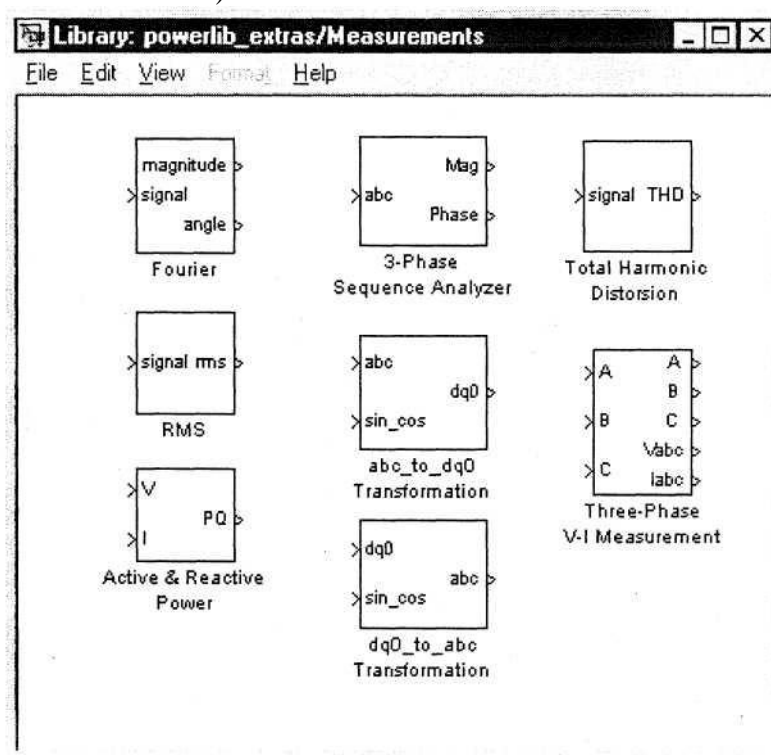 )
Library: powerlib_extras/Measurements
File Edit View Format Help
magnitude
signal
angle
Fourier
Mag
abc
Phase
3-Phase
Sequence Analyzer
signal THD
Total Harmonic
Distorsion
signal rms
RMS
abc
dq0
sin_cos
abc_to_dq0
Transformation
A A
B
B C
Vabc
C
Iabc
Three-Phase
V-I Measurement
V
PQ
I
Active & Reactive
Power
dq0
abc
sin_cos
dq0_to_abc
Transformation